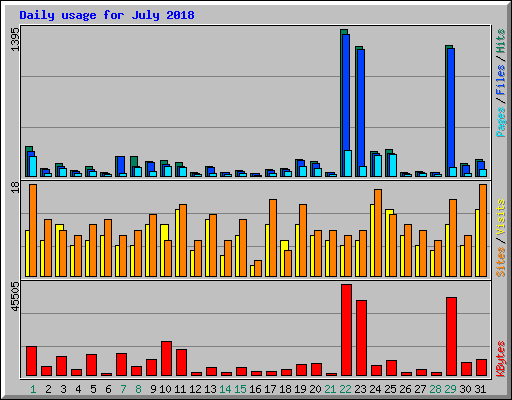 Daily usage for July 2018
1395
Pages / Files / Hits
18
Sites / Visits
45505
KBytes
1 2 3 4 5 6 7 8 9 10 11 12 13 14 15 16 17 18 19 20 21 22 23 24 25 26 27 28 29 30 31